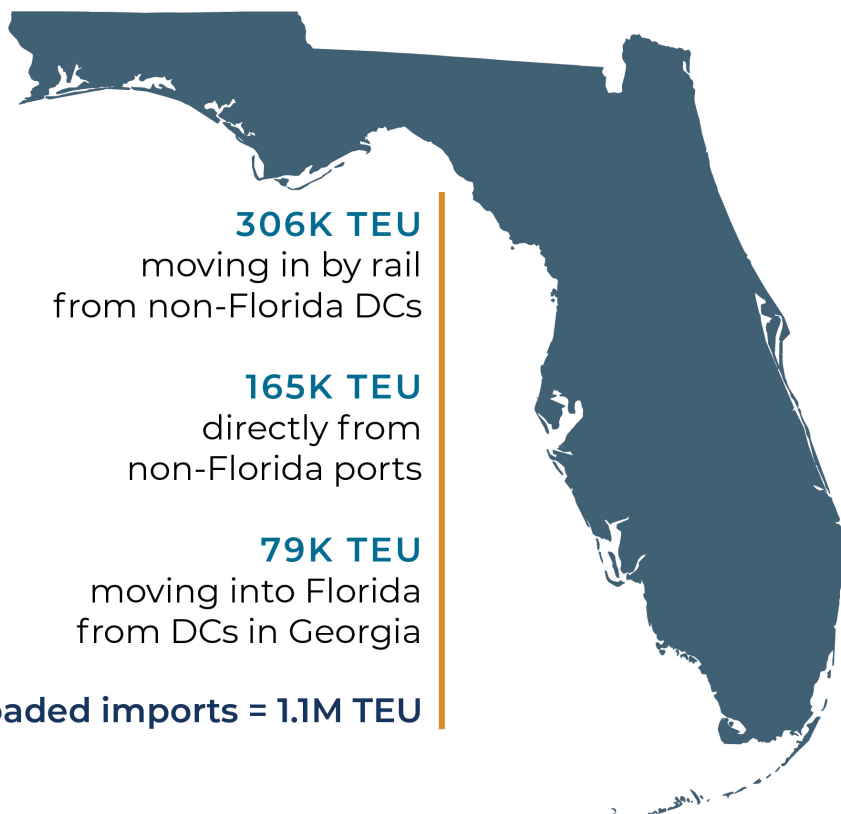 306K TEU
moving in by rail
from non-Florida DCs
165K TEU
directly from
non-Florida ports
79K TEU
moving into Florida
from DCs in Georgia
imports = 1.1M TEU